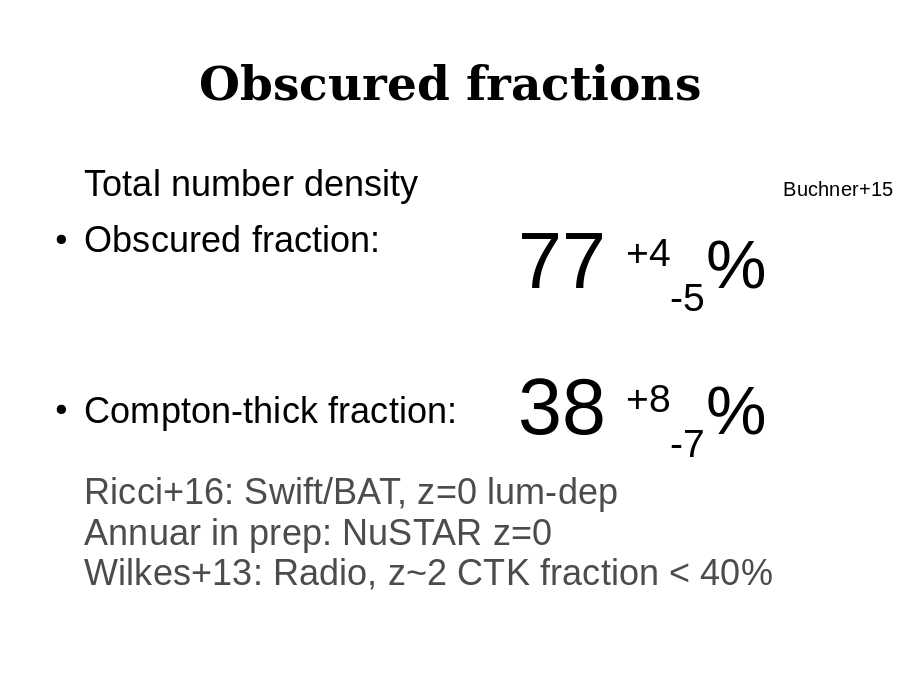 Obscured fractions
Total number density
Buchner+15
• Obscured fraction: 77 +4 -5%
• Compton-thick fraction: 38 +8 -7%
Ricci+16: Swift/BAT, z=0 lum-dep
Annuar in prep: NuSTAR z=0
Wilkes+13: Radio, z~2 CTK fraction < 40%